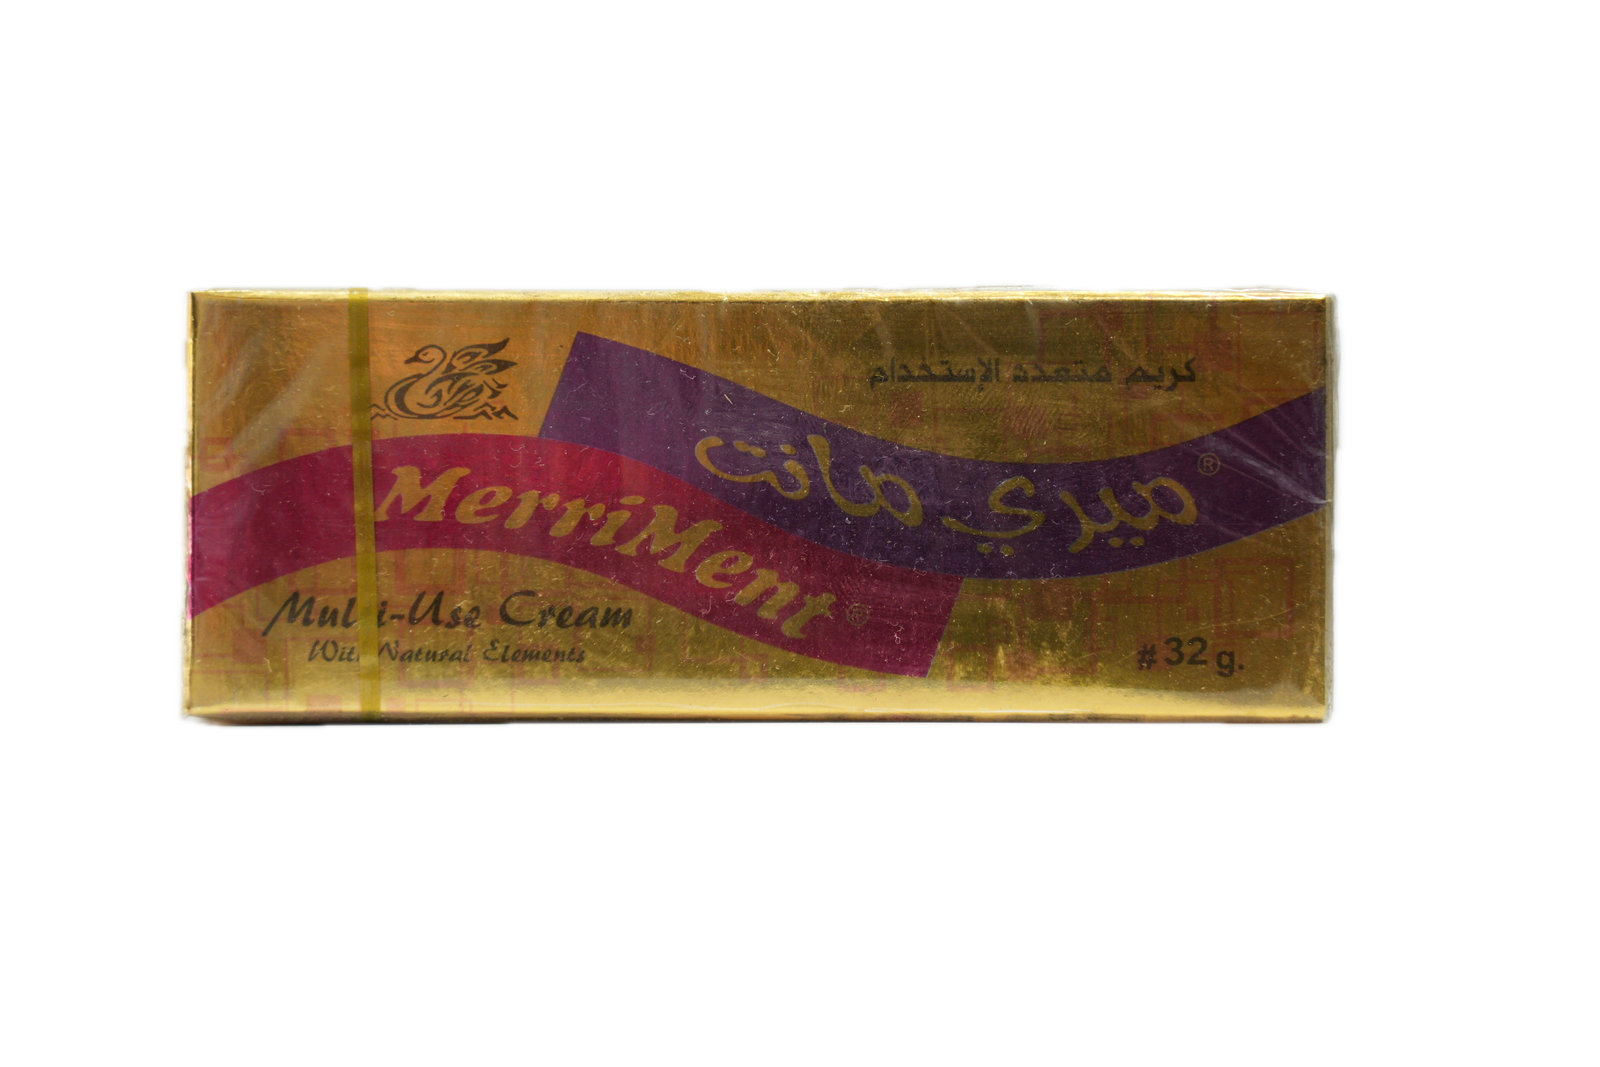 كريم متعدد الإستخدام
ميري مانت ®
MerriMent ®
Multi-Use Cream
With Natural Elements
#32 g.